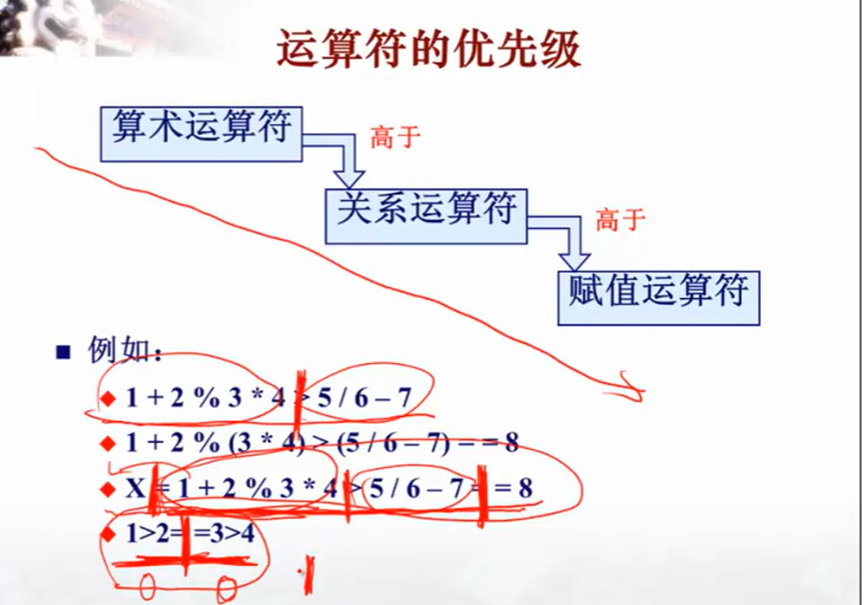 运算符的优先级
算术运算符
高于
关系运算符
高于
赋值运算符
例如:
1 + 2 % 3 * 4 > 5 / 6 – 7
1 + 2 % (3 * 4) > (5 / 6 – 7) = = 8
X = 1 + 2 % 3 * 4 > 5 / 6 – 7 = = 8
1>2= =3>4